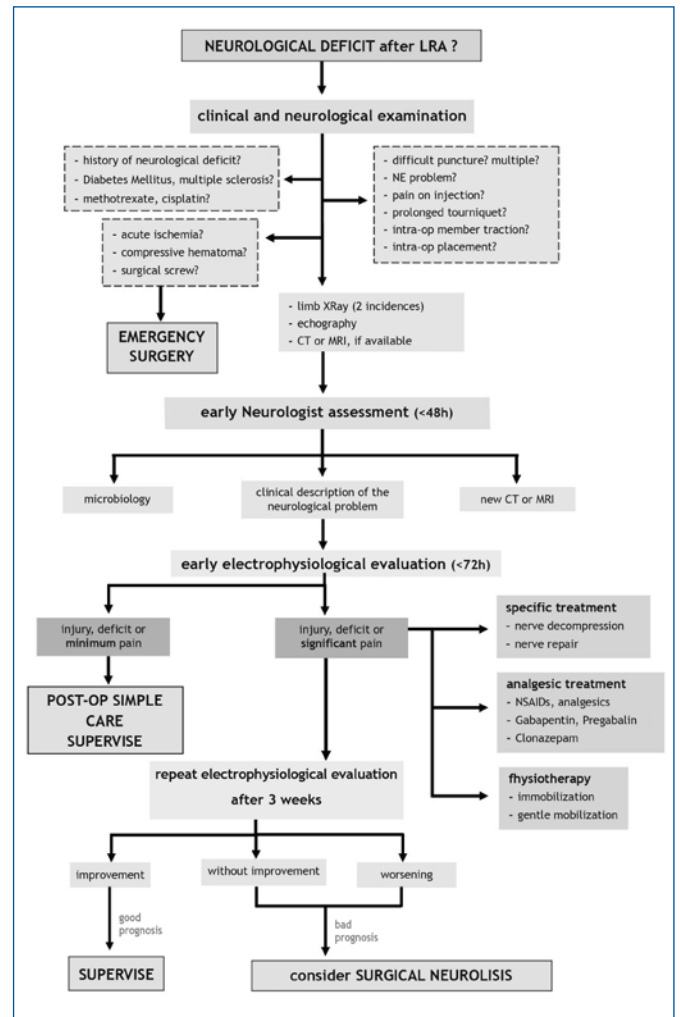 NEUROLOGICAL DEFICIT after LRA ?
clinical and neurological examination
- history of neurological deficit?
- Diabetes Mellitus, multiple sclerosis?
- methotrexate, cisplatin?
- difficult puncture? multiple?
- NE problem?
- pain on injection?
- prolonged tourniquet?
- intra-op member traction?
- intra-op placement?
- acute ischemia?
- compressive hematoma?
- surgical screw?
EMERGENCY
SURGERY
- limb XRay (2 incidences)
- echography
- CT or MRI, if available
early Neurologist assessment (<48h)
microbiology
clinical description of the
neurological problem
new CT or MRI
early electrophysiological evaluation (<72h)
injury, deficit or
minimum pain
injury, deficit or
significant pain
specific treatment
- nerve decompression
- nerve repair
POST-OP SIMPLE
CARE
SUPERVISE
analgesic treatment
- NSAIDs, analgesics
- Gabapentin, Pregabalin
- Clonazepam
repeat electrophysiological evaluation
after 3 weeks
fhysiotherapy
- immobilization
- gentle mobilization
improvement
without improvement
worsening
good
prognosis
bad
prognosis
SUPERVISE
consider SURGICAL NEUROLISIS